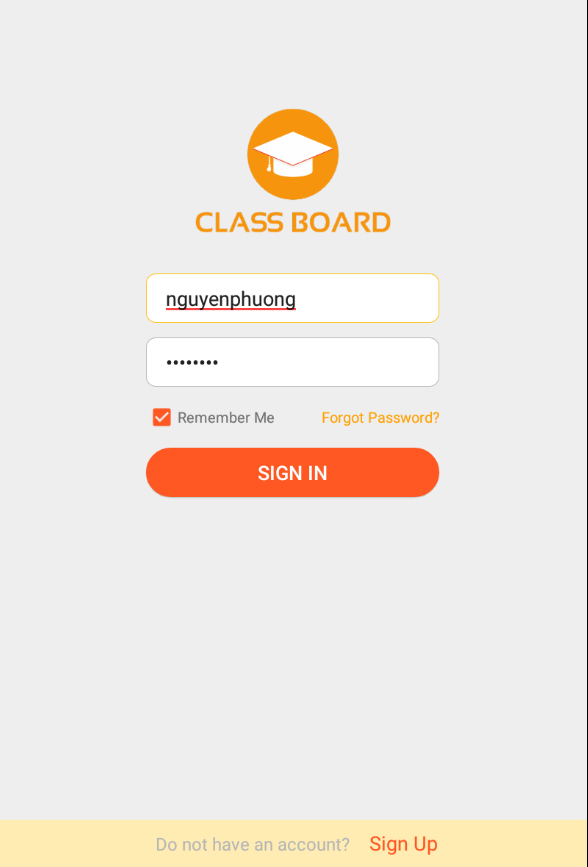 CLASS BOARD
nguyenphuong
••••••••
Remember Me Forgot Password?
SIGN IN
Do not have an account? Sign Up